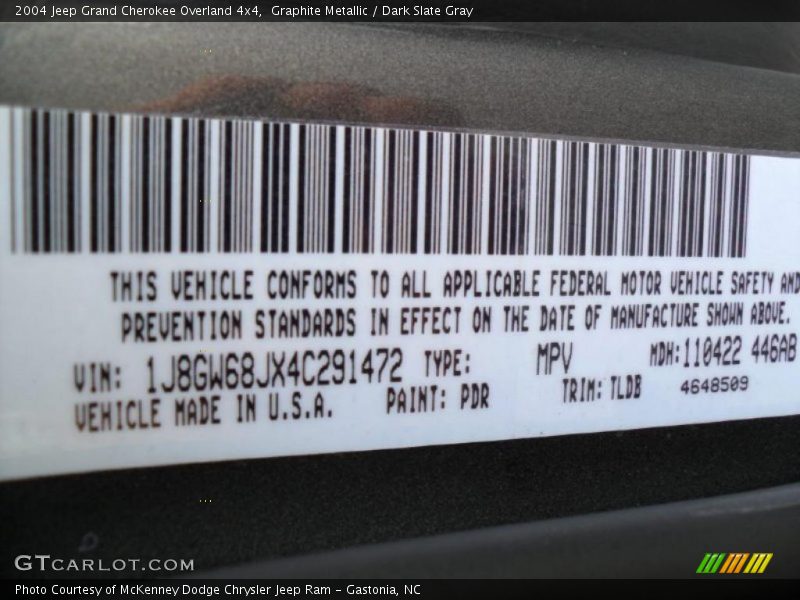 2004 Jeep Grand Cherokee Overland 4x4,  Graphite Metallic / Dark Slate Gray
THIS VEHICLE CONFORMS TO ALL APPLICABLE FEDERAL MOTOR VEHICLE SAFETY AND
PREVENTION STANDARDS IN EFFECT ON THE DATE OF MANUFACTURE SHOWN ABOVE.
VIN: 1J8GW68JX4C291472 TYPE: MPV MDH:110422 446AB
VEHICLE MADE IN U.S.A. PAINT: PDR TRIM: TLDB 4648509
GTCARLOT.COM
Photo Courtesy of McKenney Dodge Chrysler Jeep Ram - Gastonia, NC